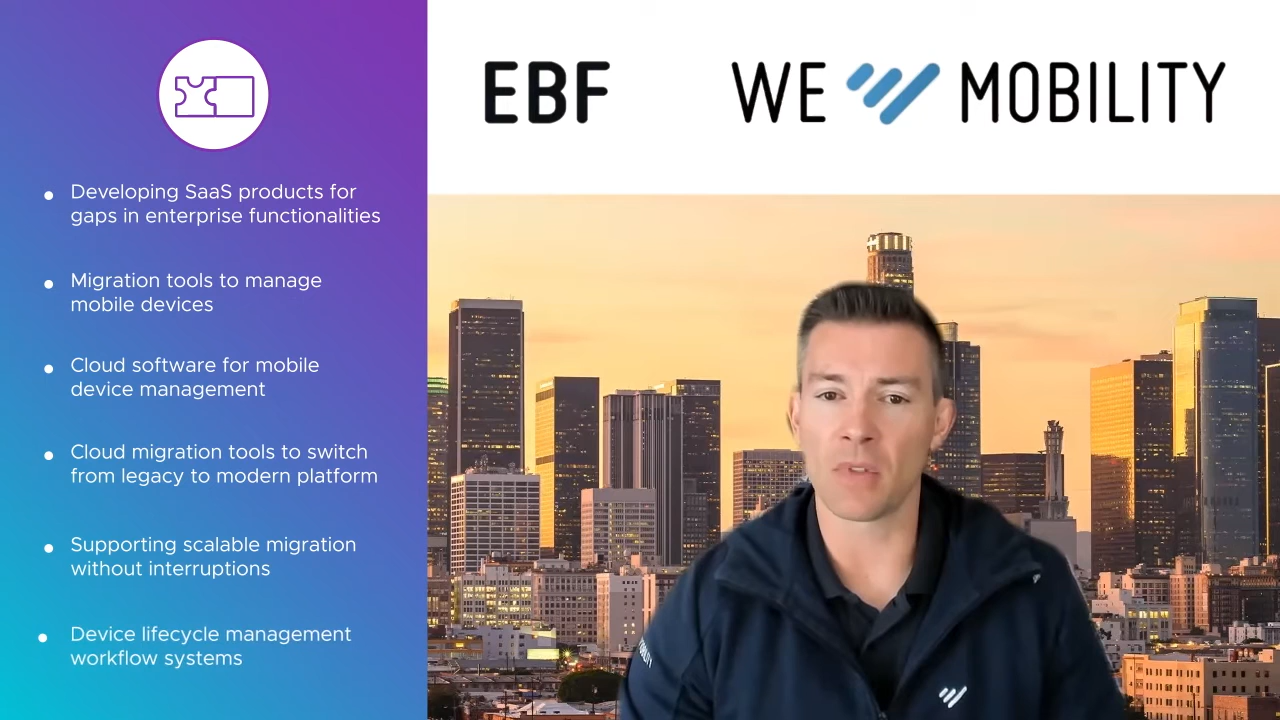 EBF
WE MOBILITY
Developing SaaS products for
gaps in enterprise functionalities
Migration tools to manage
mobile devices
Cloud software for mobile
device management
Cloud migration tools to switch
from legacy to modern platform
Supporting scalable migration
without interruptions
Device lifecycle management
workflow systems